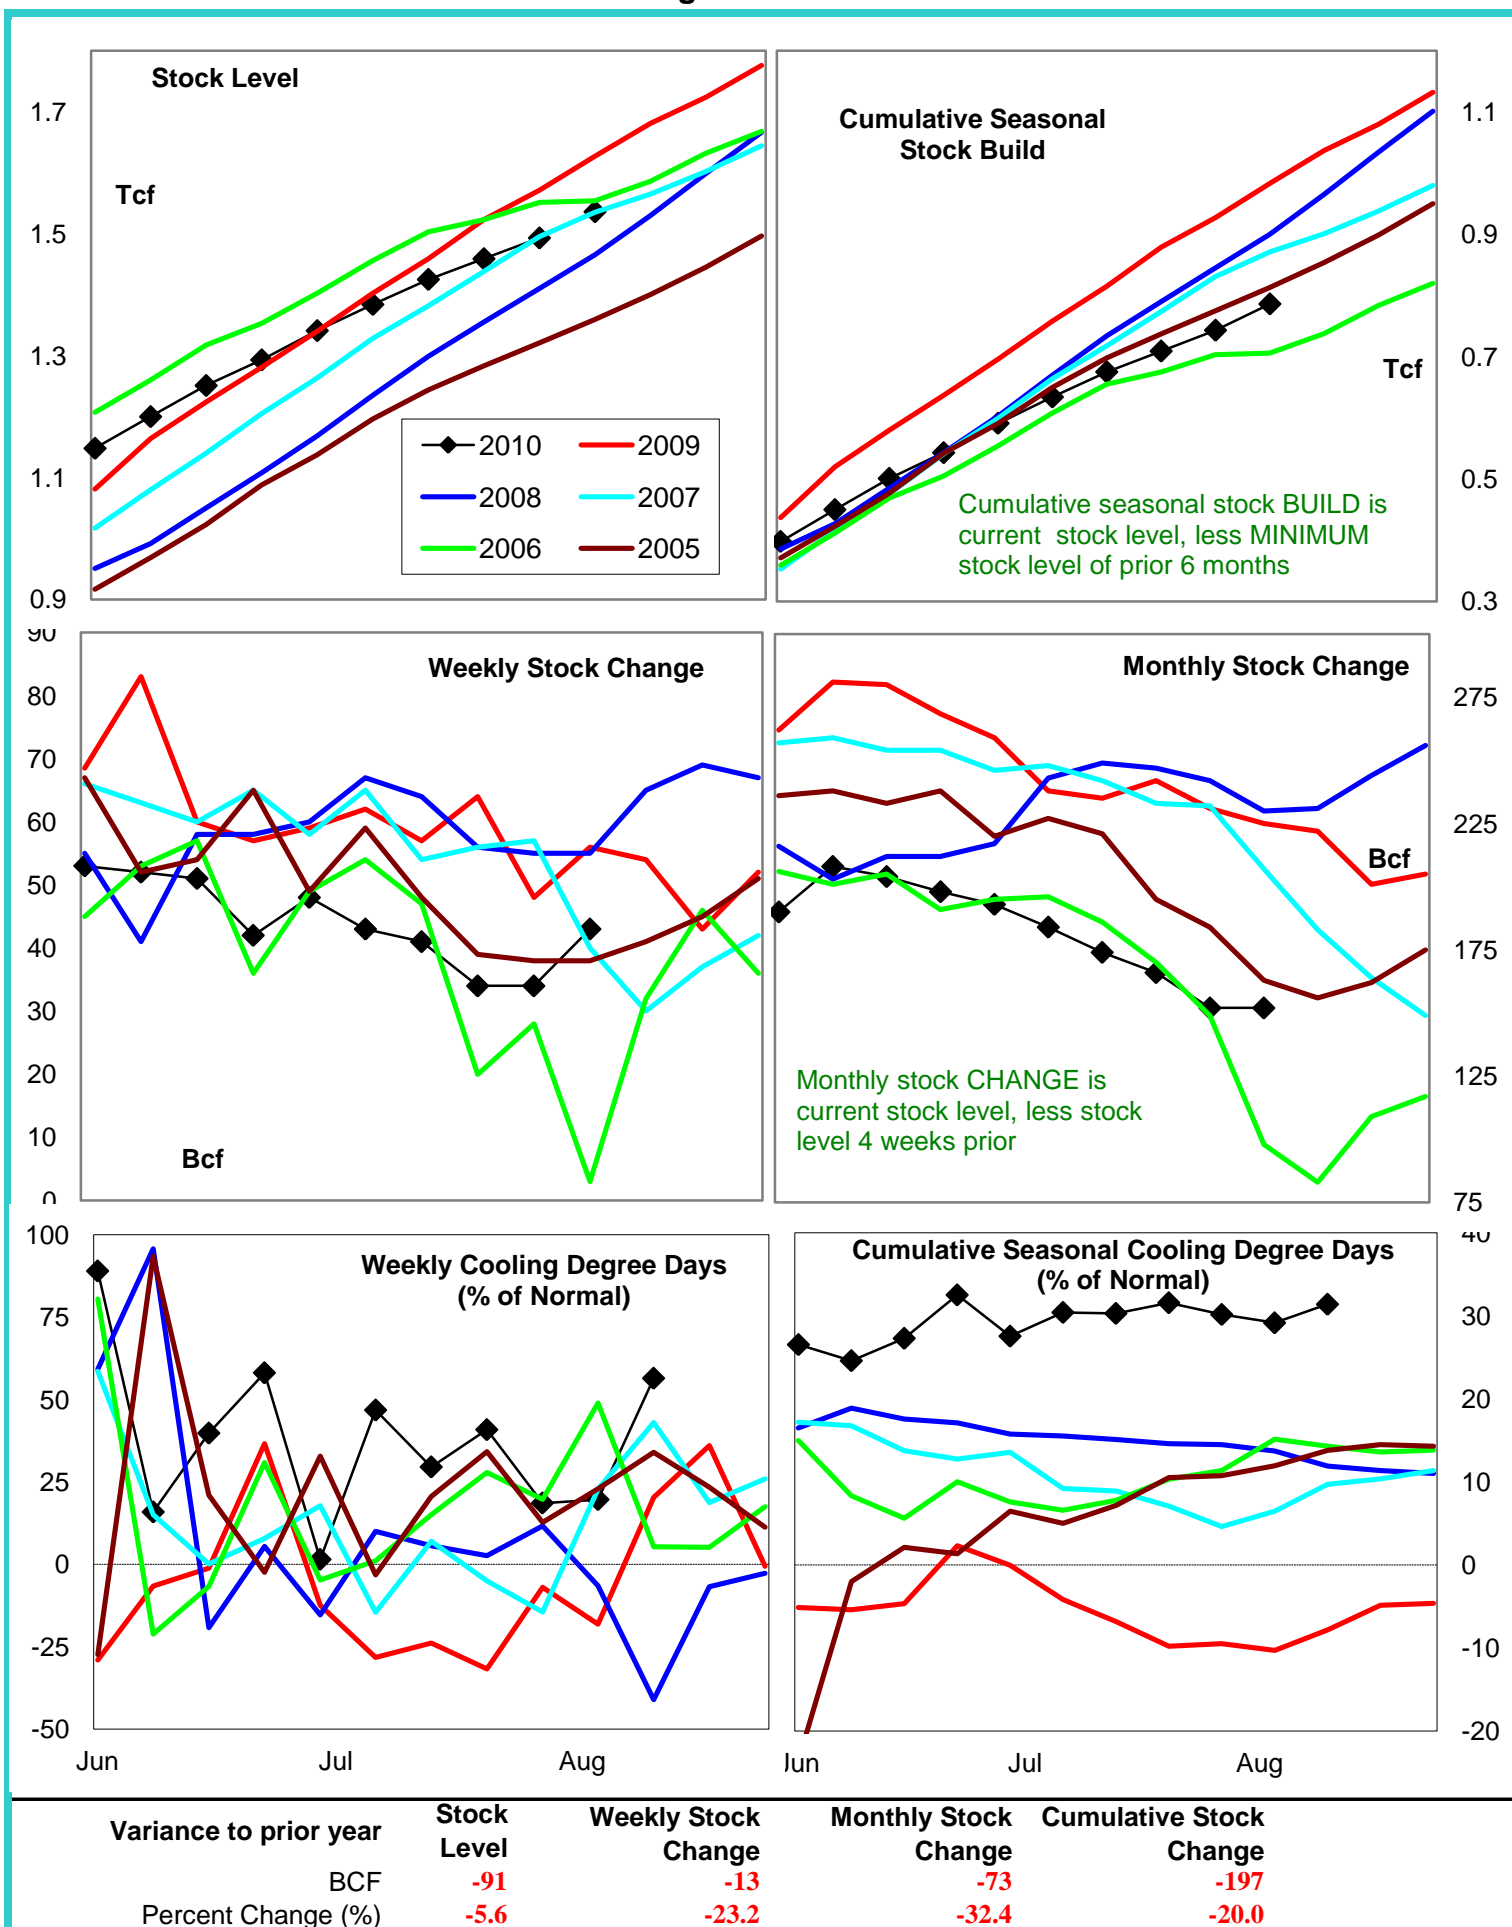 Stock Level
Tcf
1.7
1.5
1.3
1.1
0.9
2010
2009
2008
2007
2006
2005
Cumulative Seasonal
Stock Build
Tcf
1.1
0.9
0.7
0.5
0.3
Cumulative seasonal stock BUILD is
current stock level, less MINIMUM
stock level of prior 6 months
Weekly Stock Change
90
80
70
60
50
40
30
20
10
0
Bcf
Monthly Stock Change
275
225
175
125
75
Bcf
Monthly stock CHANGE is
current stock level, less stock
level 4 weeks prior
Weekly Cooling Degree Days
(% of Normal)
100
75
50
25
0
-25
-50
Jun
Jul
Aug
Cumulative Seasonal Cooling Degree Days
(% of Normal)
40
30
20
10
0
-10
-20
Jun
Jul
Aug
Variance to prior year
Stock
Level
Weekly Stock
Change
Monthly Stock
Change
Cumulative Stock
Change
BCF -91 -13 -73 -197
Percent Change (%) -5.6 -23.2 -32.4 -20.0